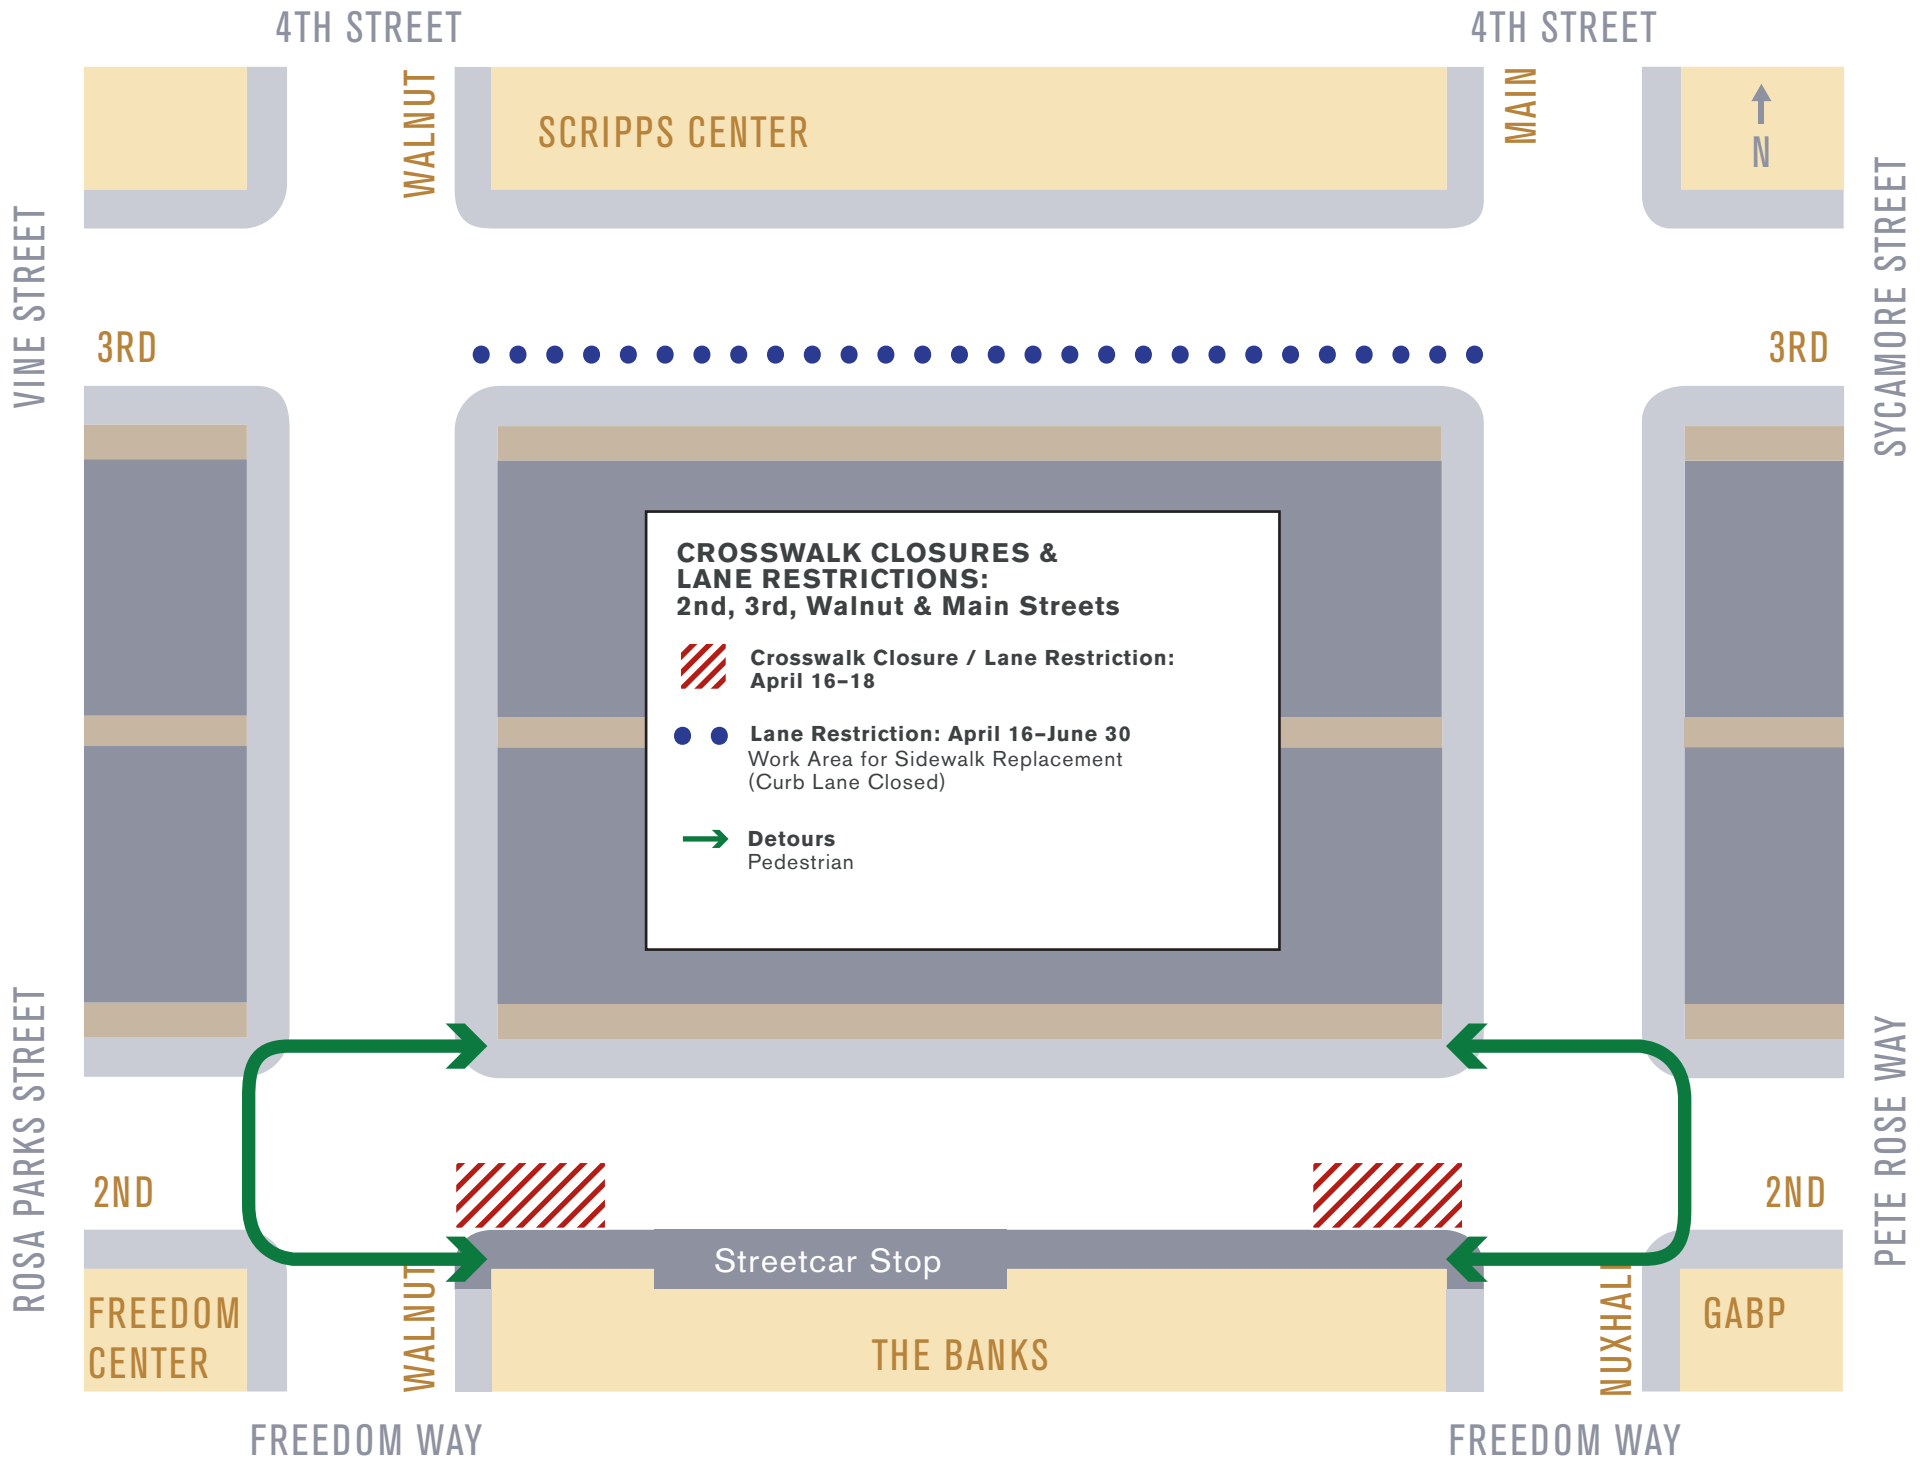 4TH STREET
4TH STREET
WALNUT
MAIN
SCRIPPS CENTER
N
VINE STREET
SYCAMORE STREET
3RD
3RD
CROSSWALK CLOSURES &
LANE RESTRICTIONS:
2nd, 3rd, Walnut & Main Streets
Crosswalk Closure / Lane Restriction:
April 16–18
Lane Restriction: April 16–June 30
Work Area for Sidewalk Replacement
(Curb Lane Closed)
Detours
Pedestrian
ROSA PARKS STREET
PETE ROSE WAY
2ND
2ND
Streetcar Stop
WALNUT
NUXHALL
FREEDOM
CENTER
THE BANKS
GABP
FREEDOM WAY
FREEDOM WAY